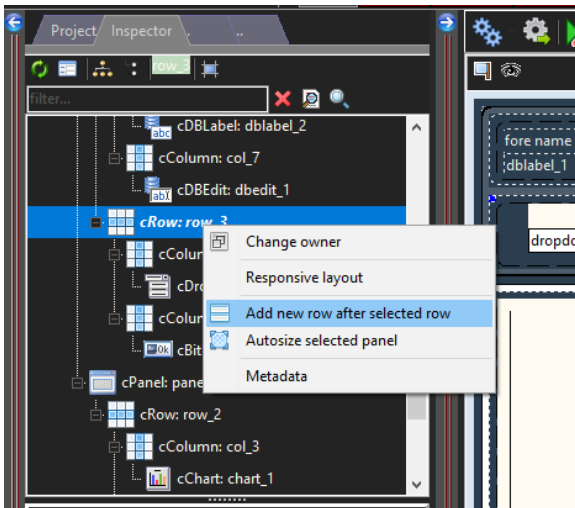 Project Inspector . ..
row_3
filter...
cDBLabel: dblabel_2
cColumn: col_7
cDBEdit: dbedit_1
cRow: row_3
cColur
cDro
cColur
cBit
cPanel: pane
cRow: row_2
cColumn: col_3
cChart: chart_1
Change owner
Responsive layout
Add new row after selected row
Autosize selected panel
Metadata
fore name
dblabel_1
dropdo